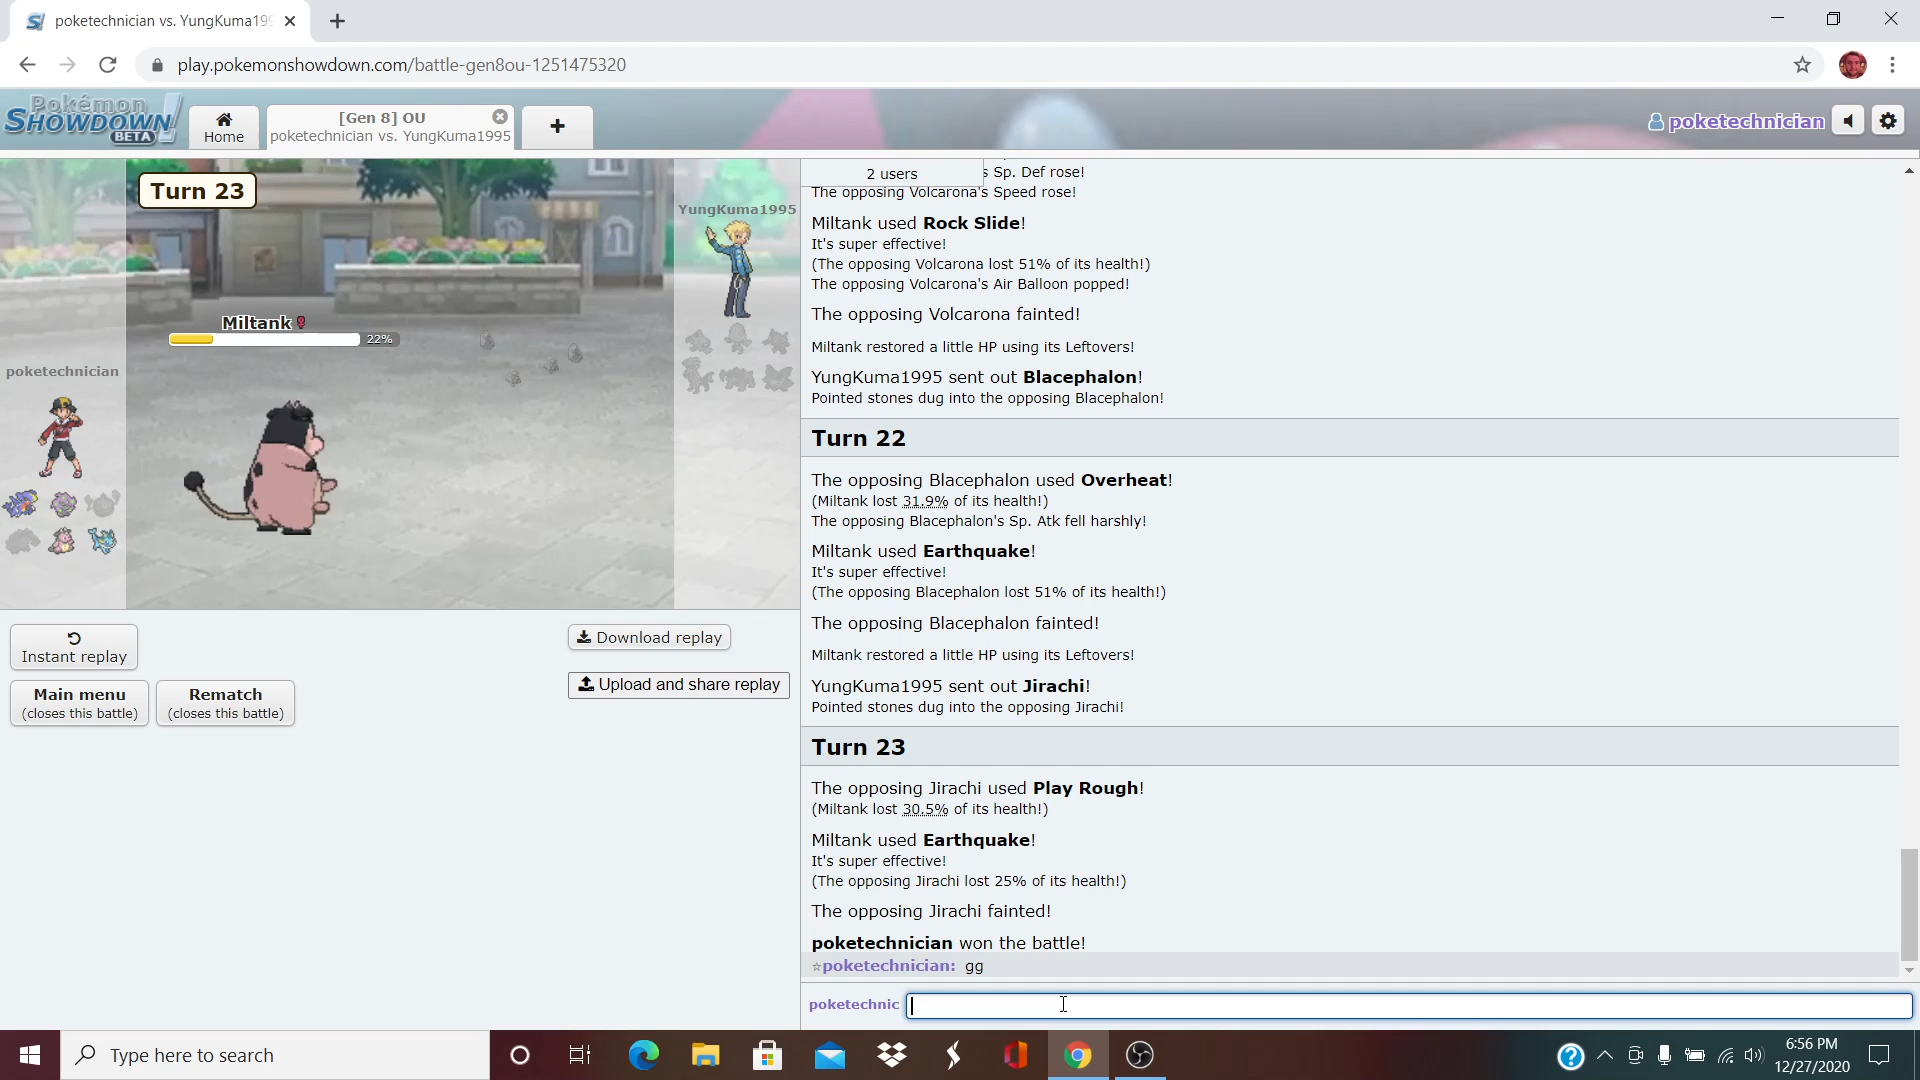 poketechnician vs. YungKuma199
play.pokemonshowdown.com/battle-gen8ou-1251475320
Pokémon
SHOWDOWN!
BETA
Home
[Gen 8] OU
poketechnician vs. YungKuma1995
poketechnician
Turn 23
YungKuma1995
Miltank
22%
poketechnician
Instant replay
Download replay
Upload and share replay
Main menu
(closes this battle)
Rematch
(closes this battle)
2 users
s Sp. Def rose!
The opposing Volcarona's Speed rose!
Miltank used Rock Slide!
It's super effective!
(The opposing Volcarona lost 51% of its health!)
The opposing Volcarona's Air Balloon popped!
The opposing Volcarona fainted!
Miltank restored a little HP using its Leftovers!
YungKuma1995 sent out Blacephalon!
Pointed stones dug into the opposing Blacephalon!
Turn 22
The opposing Blacephalon used Overheat!
(Miltank lost 31.9% of its health!)
The opposing Blacephalon's Sp. Atk fell harshly!
Miltank used Earthquake!
It's super effective!
(The opposing Blacephalon lost 51% of its health!)
The opposing Blacephalon fainted!
Miltank restored a little HP using its Leftovers!
YungKuma1995 sent out Jirachi!
Pointed stones dug into the opposing Jirachi!
Turn 23
The opposing Jirachi used Play Rough!
(Miltank lost 30.5% of its health!)
Miltank used Earthquake!
It's super effective!
(The opposing Jirachi lost 25% of its health!)
The opposing Jirachi fainted!
poketechnician won the battle!
☆poketechnician: gg
poketechnic
Type here to search
6:56 PM
12/27/2020